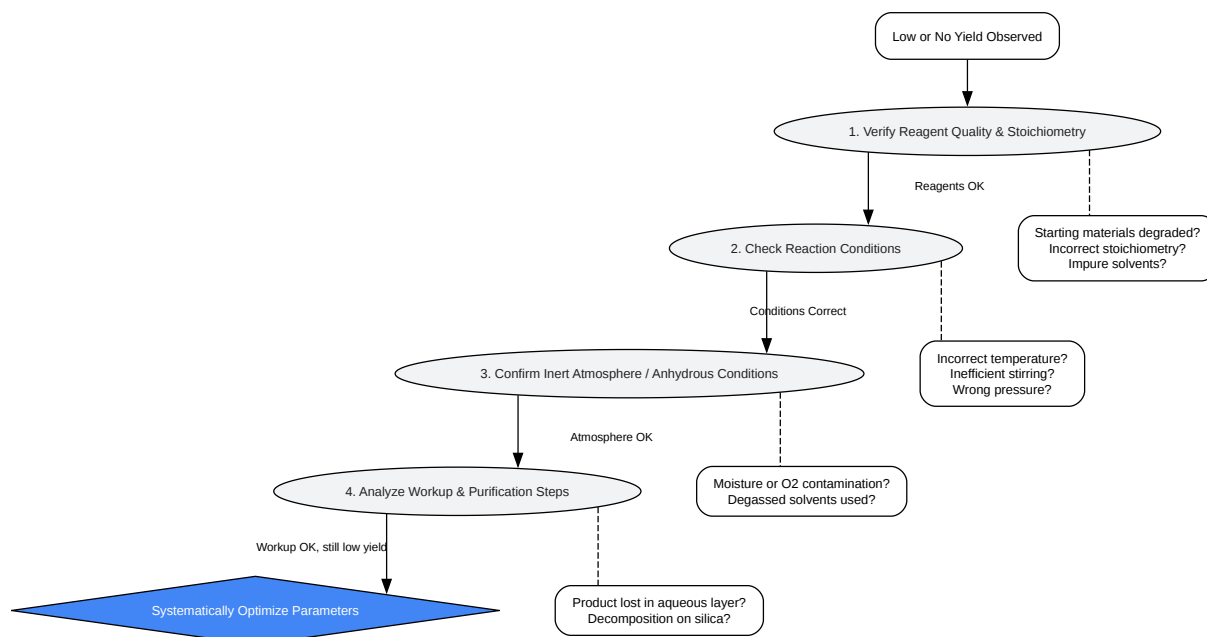 Low or No Yield Observed
1. Verify Reagent Quality & Stoichiometry
Reagents OK
Starting materials degraded?
Incorrect stoichiometry?
Impure solvents?
2. Check Reaction Conditions
Conditions Correct
Incorrect temperature?
Inefficient stirring?
Wrong pressure?
3. Confirm Inert Atmosphere / Anhydrous Conditions
Atmosphere OK
Moisture or O2 contamination?
Degassed solvents used?
4. Analyze Workup & Purification Steps
Workup OK, still low yield
Product lost in aqueous layer?
Decomposition on silica?
Systematically Optimize Parameters